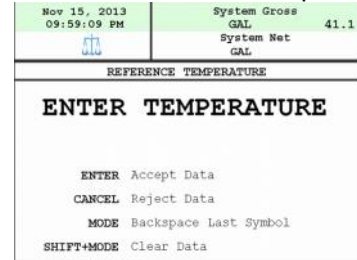 Nov 15, 2013
09:59:09 PM
System Gross
GAL 41.1
System Net
GAL
REFERENCE TEMPERATURE
ENTER TEMPERATURE
ENTER Accept Data
CANCEL Reject Data
MODE Backspace Last Symbol
SHIFT+MODE Clear Data